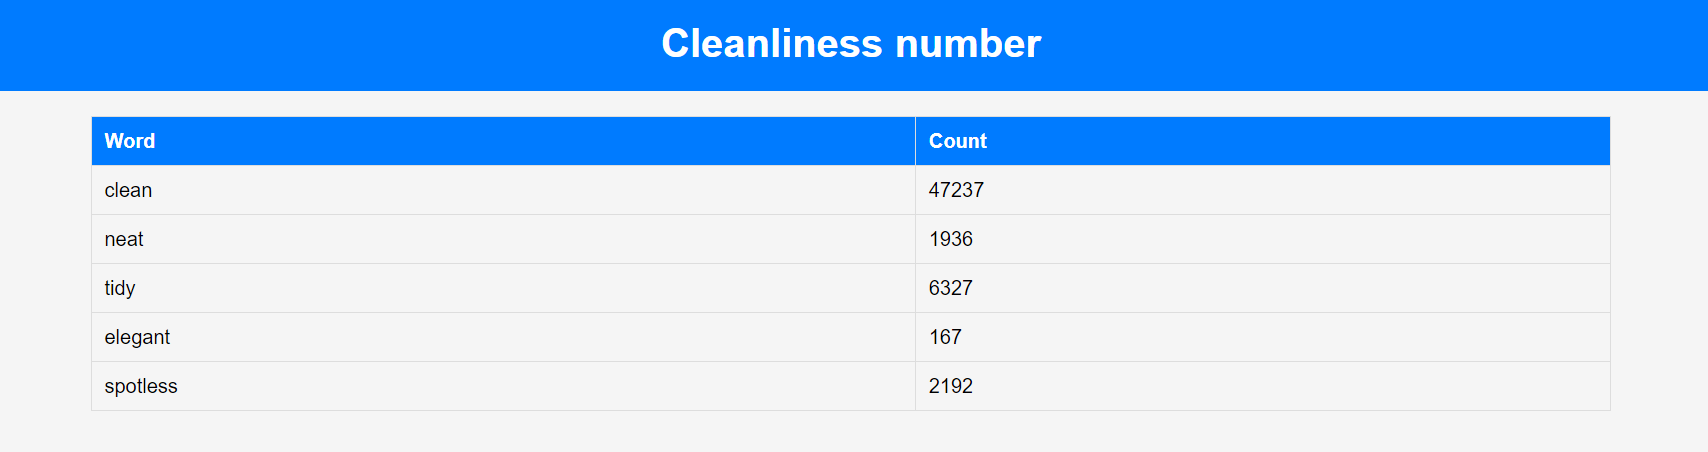 Cleanliness number
Word Count
clean 47237
neat 1936
tidy 6327
elegant 167
spotless 2192